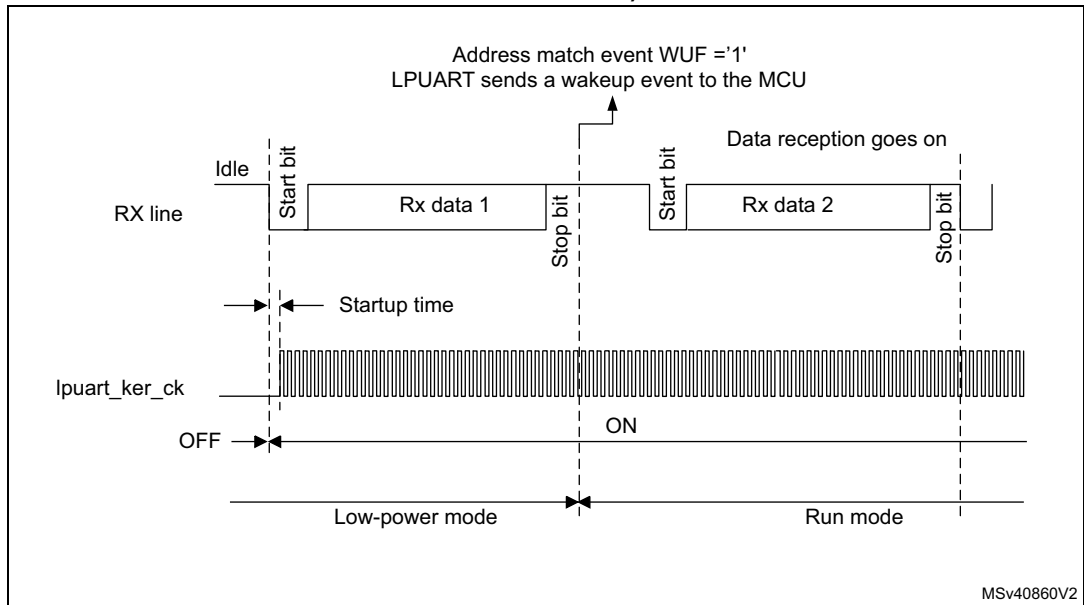 Address match event WUF ='1'
LPUART sends a wakeup event to the MCU
Data reception goes on
Idle
Start bit
Start bit
RX line
Rx data 1
Rx data 2
Stop bit
Stop bit
Startup time
lpuart_ker_ck
OFF
ON
Low-power mode
Run mode
MSv40860V2